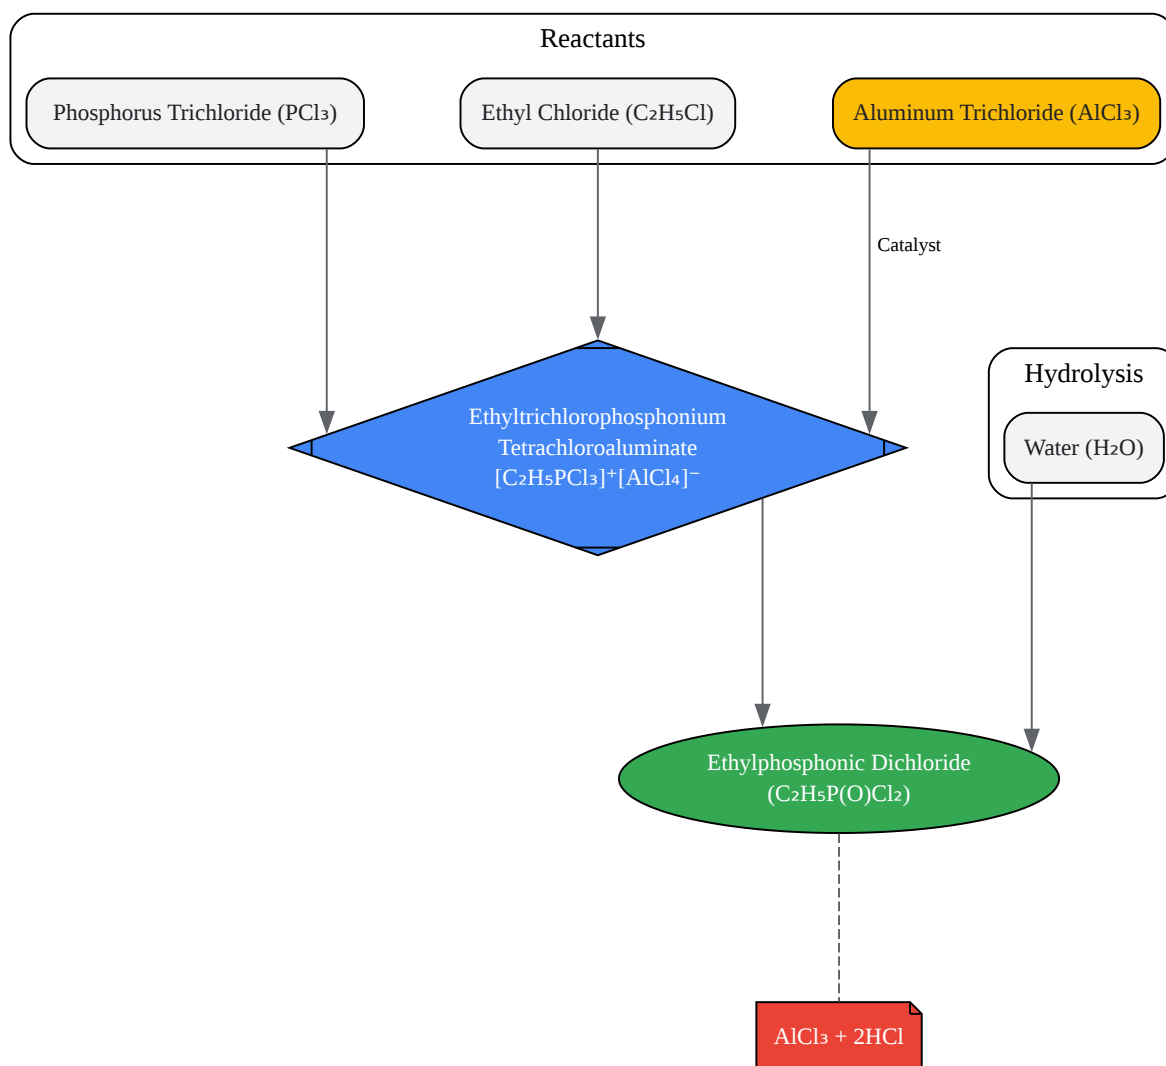 Reactants
Phosphorus Trichloride (PCl₃)
Ethyl Chloride (C₂H₅Cl)
Aluminum Trichloride (AlCl₃)
Catalyst
Hydrolysis
Water (H₂O)
Ethyltrichlorophosphonium
Tetrachloroaluminate
[C₂H₅PCl₃]⁺[AlCl₄]⁻
Ethylphosphonic Dichloride
(C₂H₅P(O)Cl₂)
AlCl₃ + 2HCl